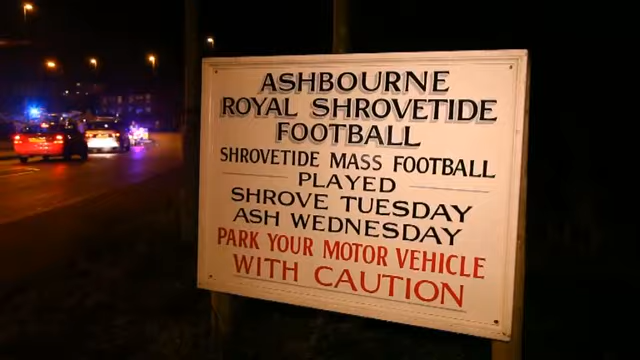 ASHBOURNE
ROYAL SHROVETIDE
FOOTBALL
SHROVETIDE MASS FOOTBALL
PLAYED
SHROVE TUESDAY
ASH WEDNESDAY
PARK YOUR MOTOR VEHICLE
WITH CAUTION